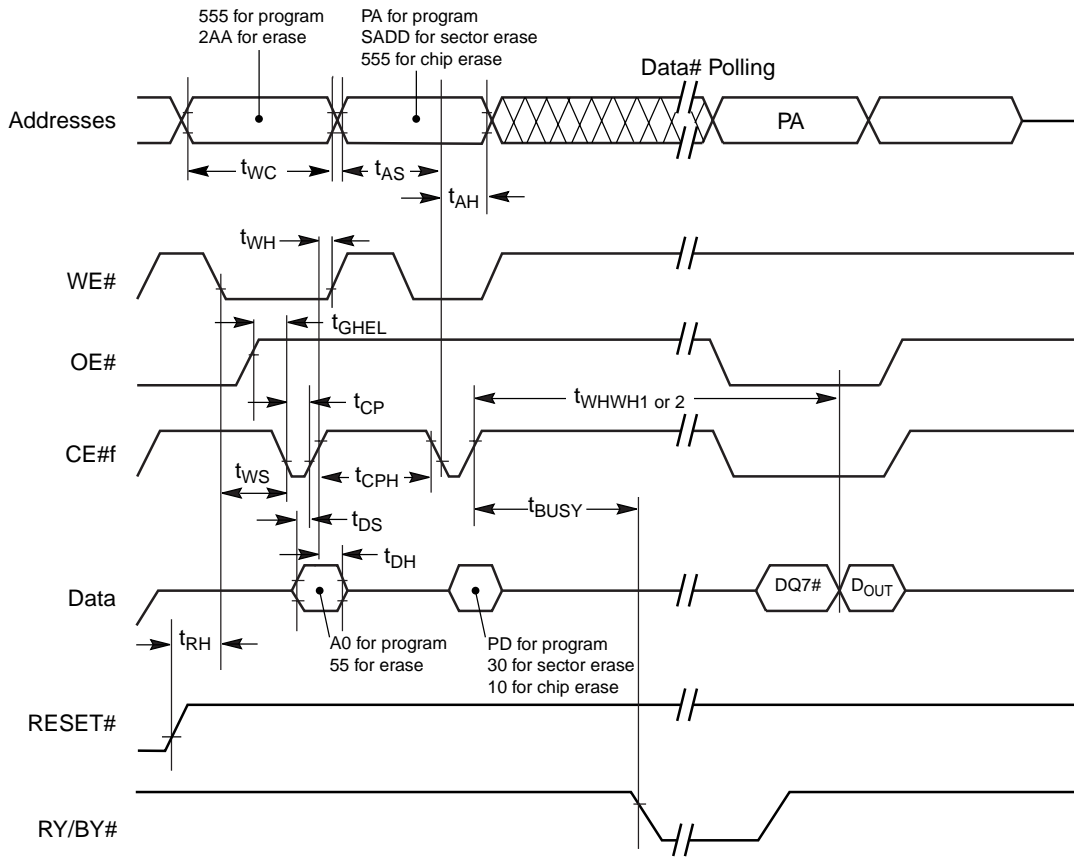 555 for program
2AA for erase
PA for program
SADD for sector erase
555 for chip erase
Data# Polling
Addresses
PA
tWC
tAS
tAH
tWH
WE#
tGHEL
OE#
tWHWH1 or 2
tCP
CE#f
tWS
tCPH
tBUSY
tDS
tDH
Data
DQ7#
DOUT
tRH
A0 for program
55 for erase
PD for program
30 for sector erase
10 for chip erase
RESET#
RY/BY#